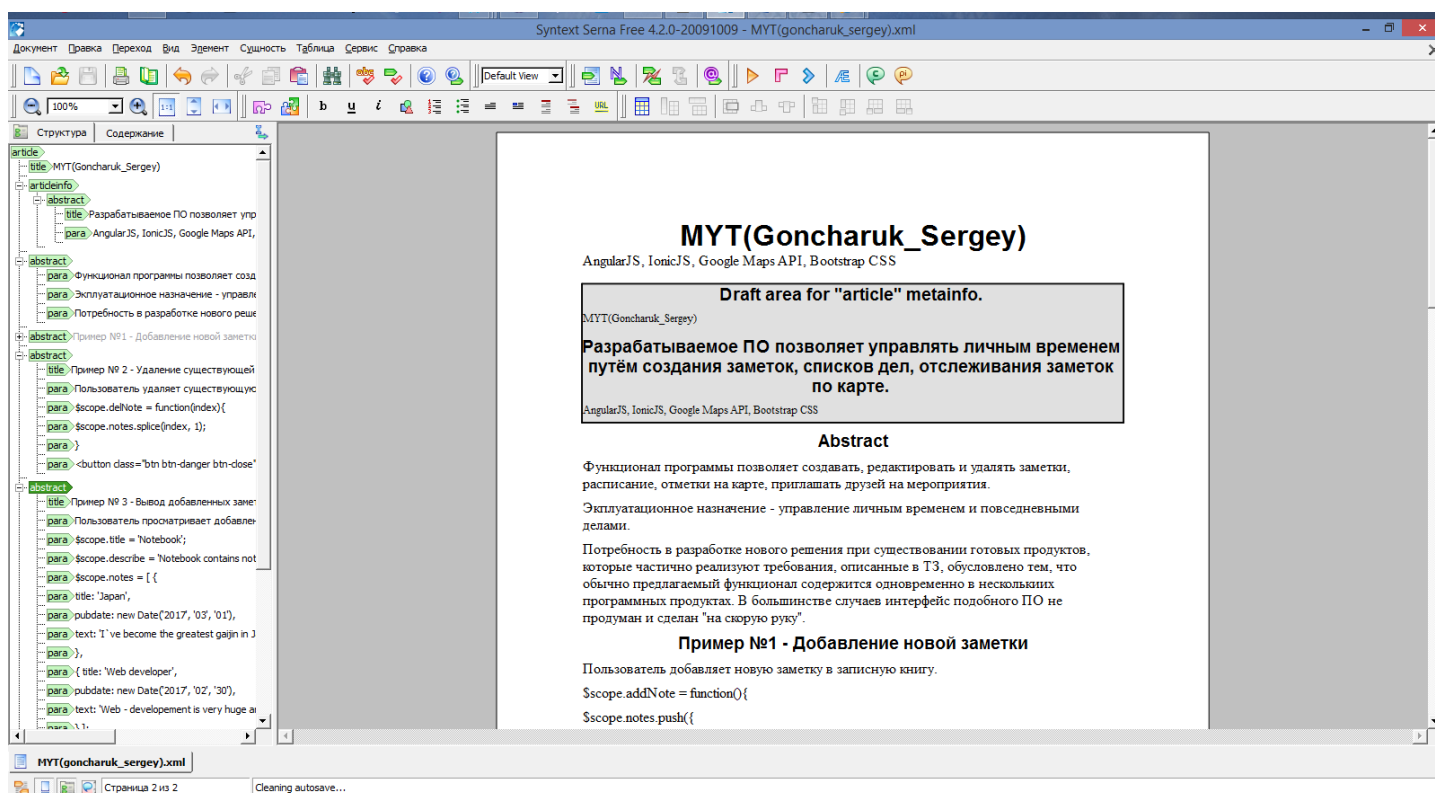 Syntext Serna Free 4.2.0-20091009 - MYT(goncharuk_sergey).xml
Документ Правка Переход Вид Элемент Сущность Таблица Сервис Справка
Default View
100%
1:1
b u i
URL
Структура Содержание
article
title MYT(Goncharuk_Sergey)
articleinfo
abstract
title Разрабатываемое ПО позволяет упр
para AngularJS, IonicJS, Google Maps API,
abstract
para Функционал программы позволяет созд
para Экплуатационное назначение - управле
para Потребность в разработке нового реше
abstract Пример №1 - Добавление новой заметки
abstract
title Пример № 2 - Удаление существующей
para Пользователь удаляет существующую
para $scope.delNote = function(index){
para $scope.notes.splice(index, 1);
para }
para <button class="btn btn-danger btn-close"
abstract
title Пример № 3 - Вывод добавленных замет
para Пользователь просматривает добавлен
para $scope.title = 'Notebook';
para $scope.describe = 'Notebook contains not
para $scope.notes = [ {
para title: 'Japan',
para pubdate: new Date('2017', '03', '01'),
para text: 'I`ve become the greatest gaijin in J
para },
para { title: 'Web developer',
para pubdate: new Date('2017', '02', '30'),
para text: 'Web - developement is very huge a
para } ];
MYT(Goncharuk_Sergey)
AngularJS, IonicJS, Google Maps API, Bootstrap CSS
Draft area for "article" metainfo.
MYT(Goncharuk_Sergey)
Разрабатываемое ПО позволяет управлять личным временем
путём создания заметок, списков дел, отслеживания заметок
по карте.
AngularJS, IonicJS, Google Maps API, Bootstrap CSS
Abstract
Функционал программы позволяет создавать, редактировать и удалять заметки,
расписание, отметки на карте, приглашать друзей на мероприятия.
Экплуатационное назначение - управление личным временем и повседневными
делами.
Потребность в разработке нового решения при существовании готовых продуктов,
которые частично реализуют требования, описанные в ТЗ, обусловлено тем, что
обычно предлагаемый функционал содержится одновременно в несколькиих
программных продуктах. В большинстве случаев интерфейс подобного ПО не
продуман и сделан "на скорую руку".
Пример №1 - Добавление новой заметки
Пользователь добавляет новую заметку в записную книгу.
$scope.addNote = function(){
$scope.notes.push({
MYT(goncharuk_sergey).xml
Страница 2 из 2 Cleaning autosave...